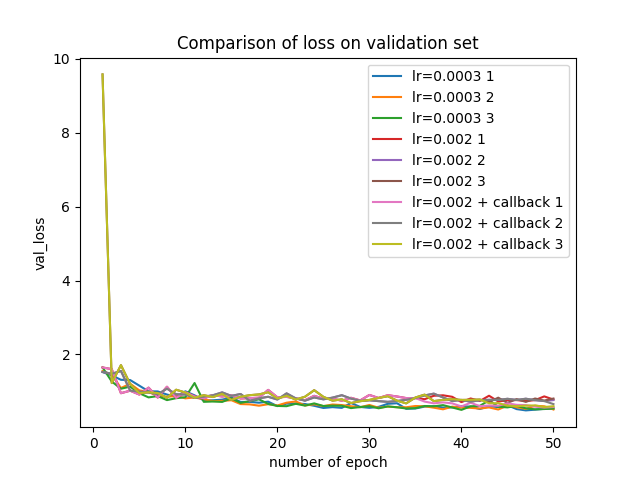 Comparison of loss on validation set
10
8
6
4
2
val_loss
lr=0.0003 1
lr=0.0003 2
lr=0.0003 3
lr=0.002 1
lr=0.002 2
lr=0.002 3
lr=0.002 + callback 1
lr=0.002 + callback 2
lr=0.002 + callback 3
0 10 20 30 40 50
number of epoch